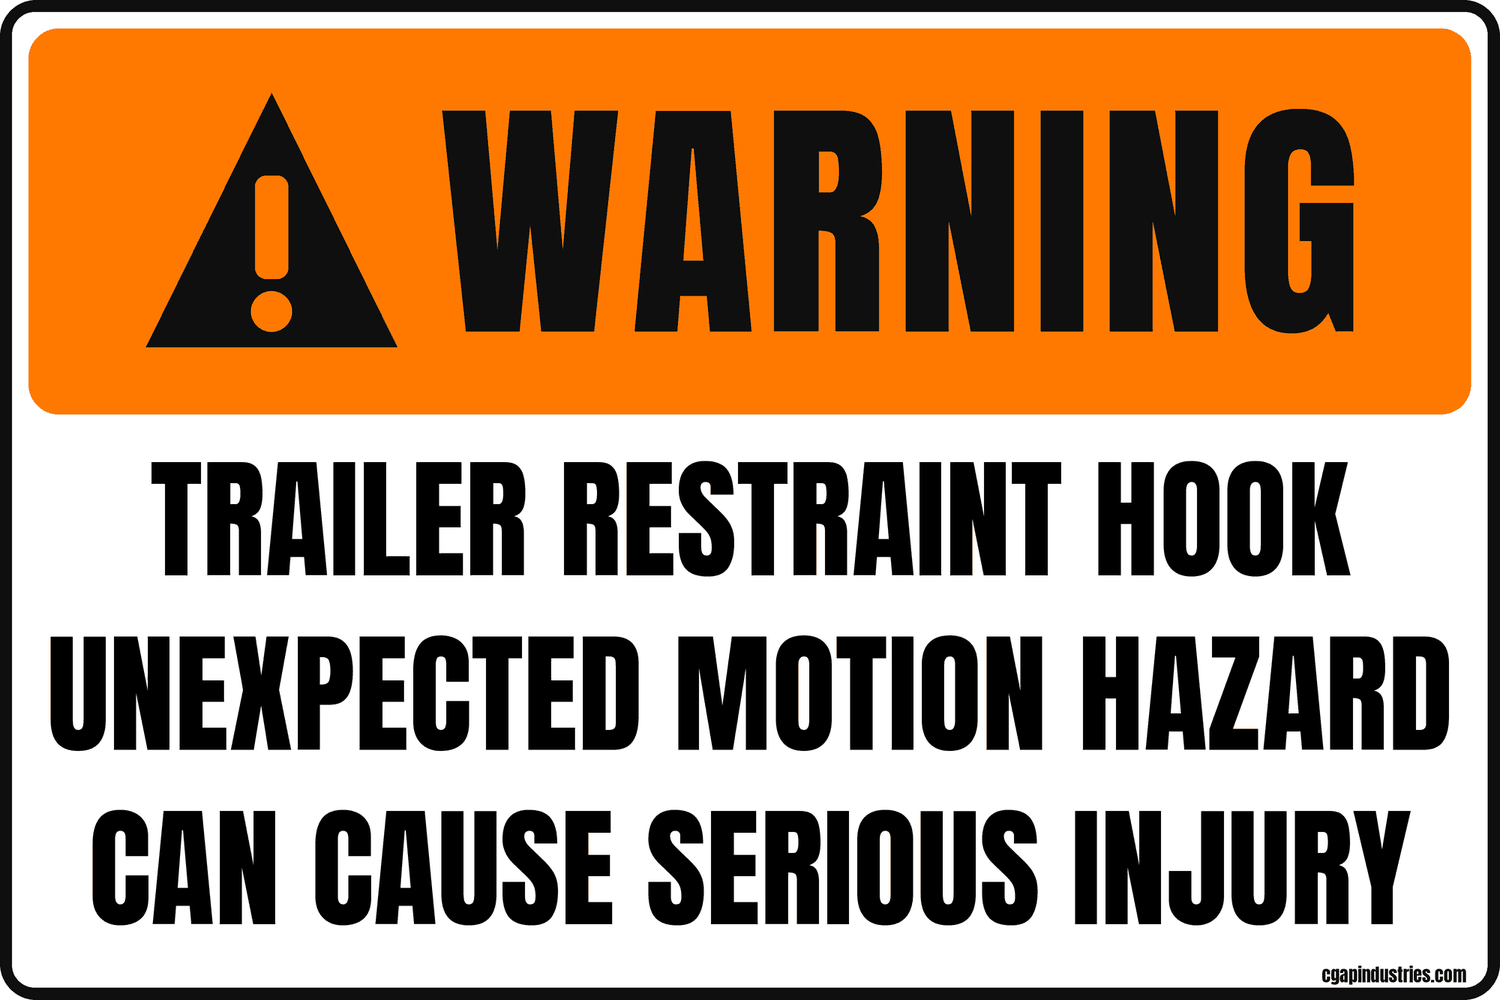 WARNING
TRAILER RESTRAINT HOOK
UNEXPECTED MOTION HAZARD
CAN CAUSE SERIOUS INJURY
cgapindustries.com